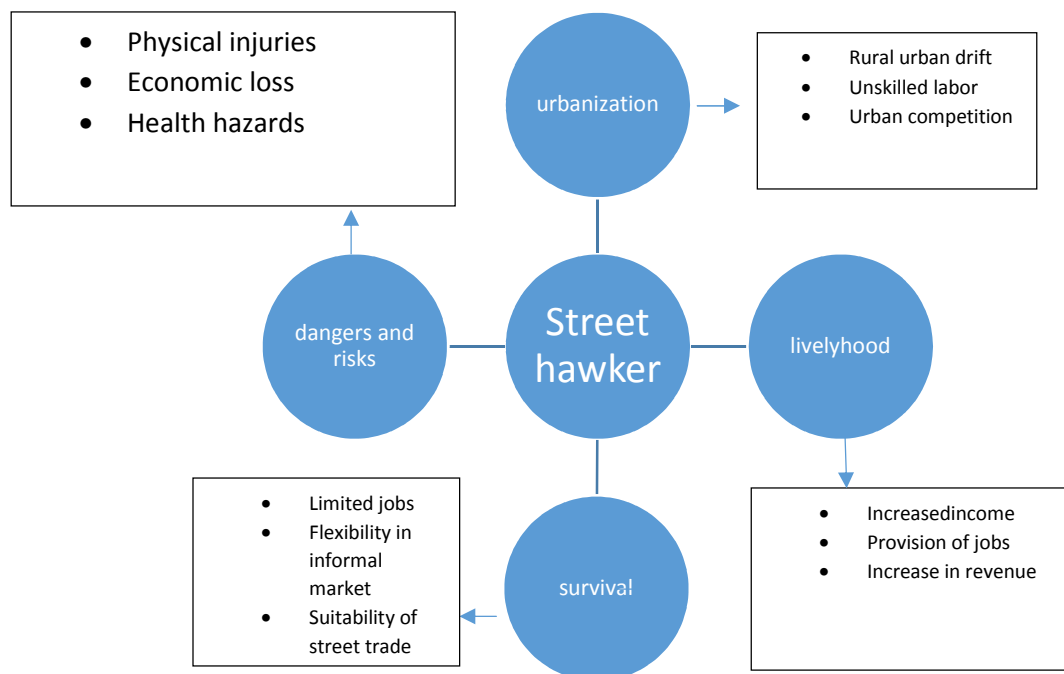 • Physical injuries
• Economic loss
• Health hazards
urbanization
• Rural urban drift
• Unskilled labor
• Urban competition
dangers and
risks
Street
hawker
livelyhood
• Limited jobs
• Flexibility in
informal
market
• Suitability of
street trade
survival
• Increasedincome
• Provision of jobs
• Increase in revenue